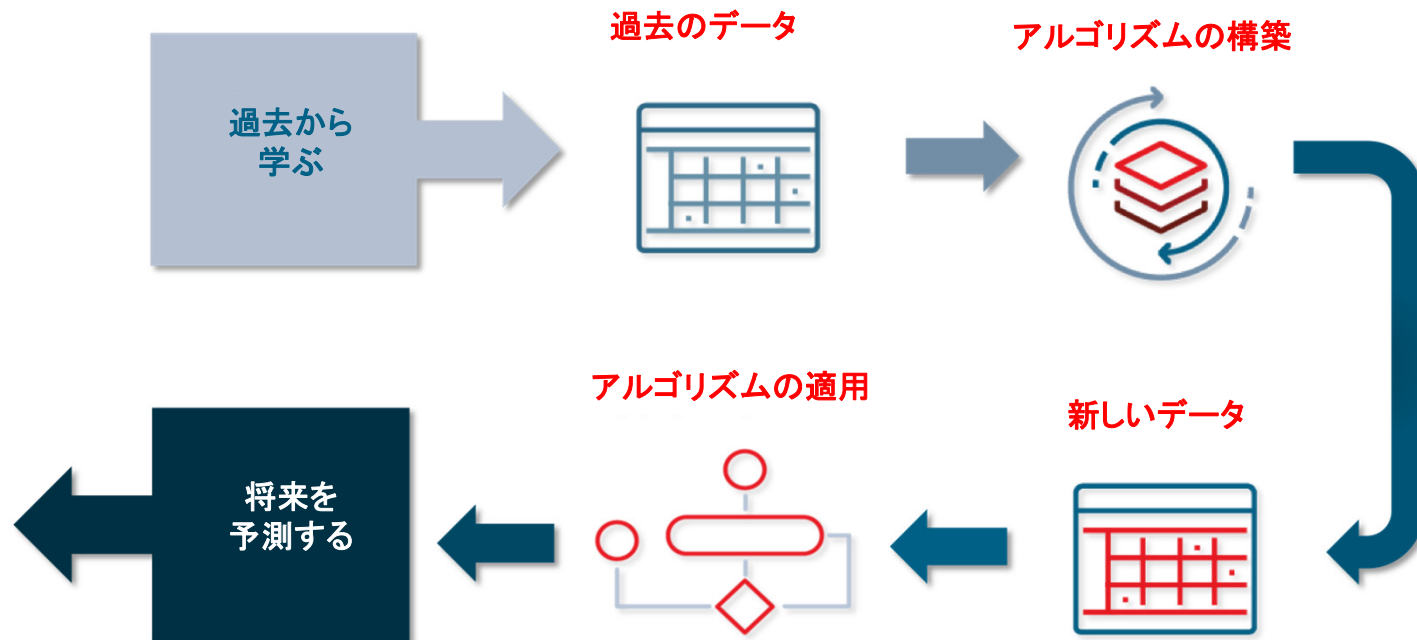 過去のデータ
アルゴリズムの構築
過去から
学ぶ
アルゴリズムの適用
新しいデータ
将来を
予測する